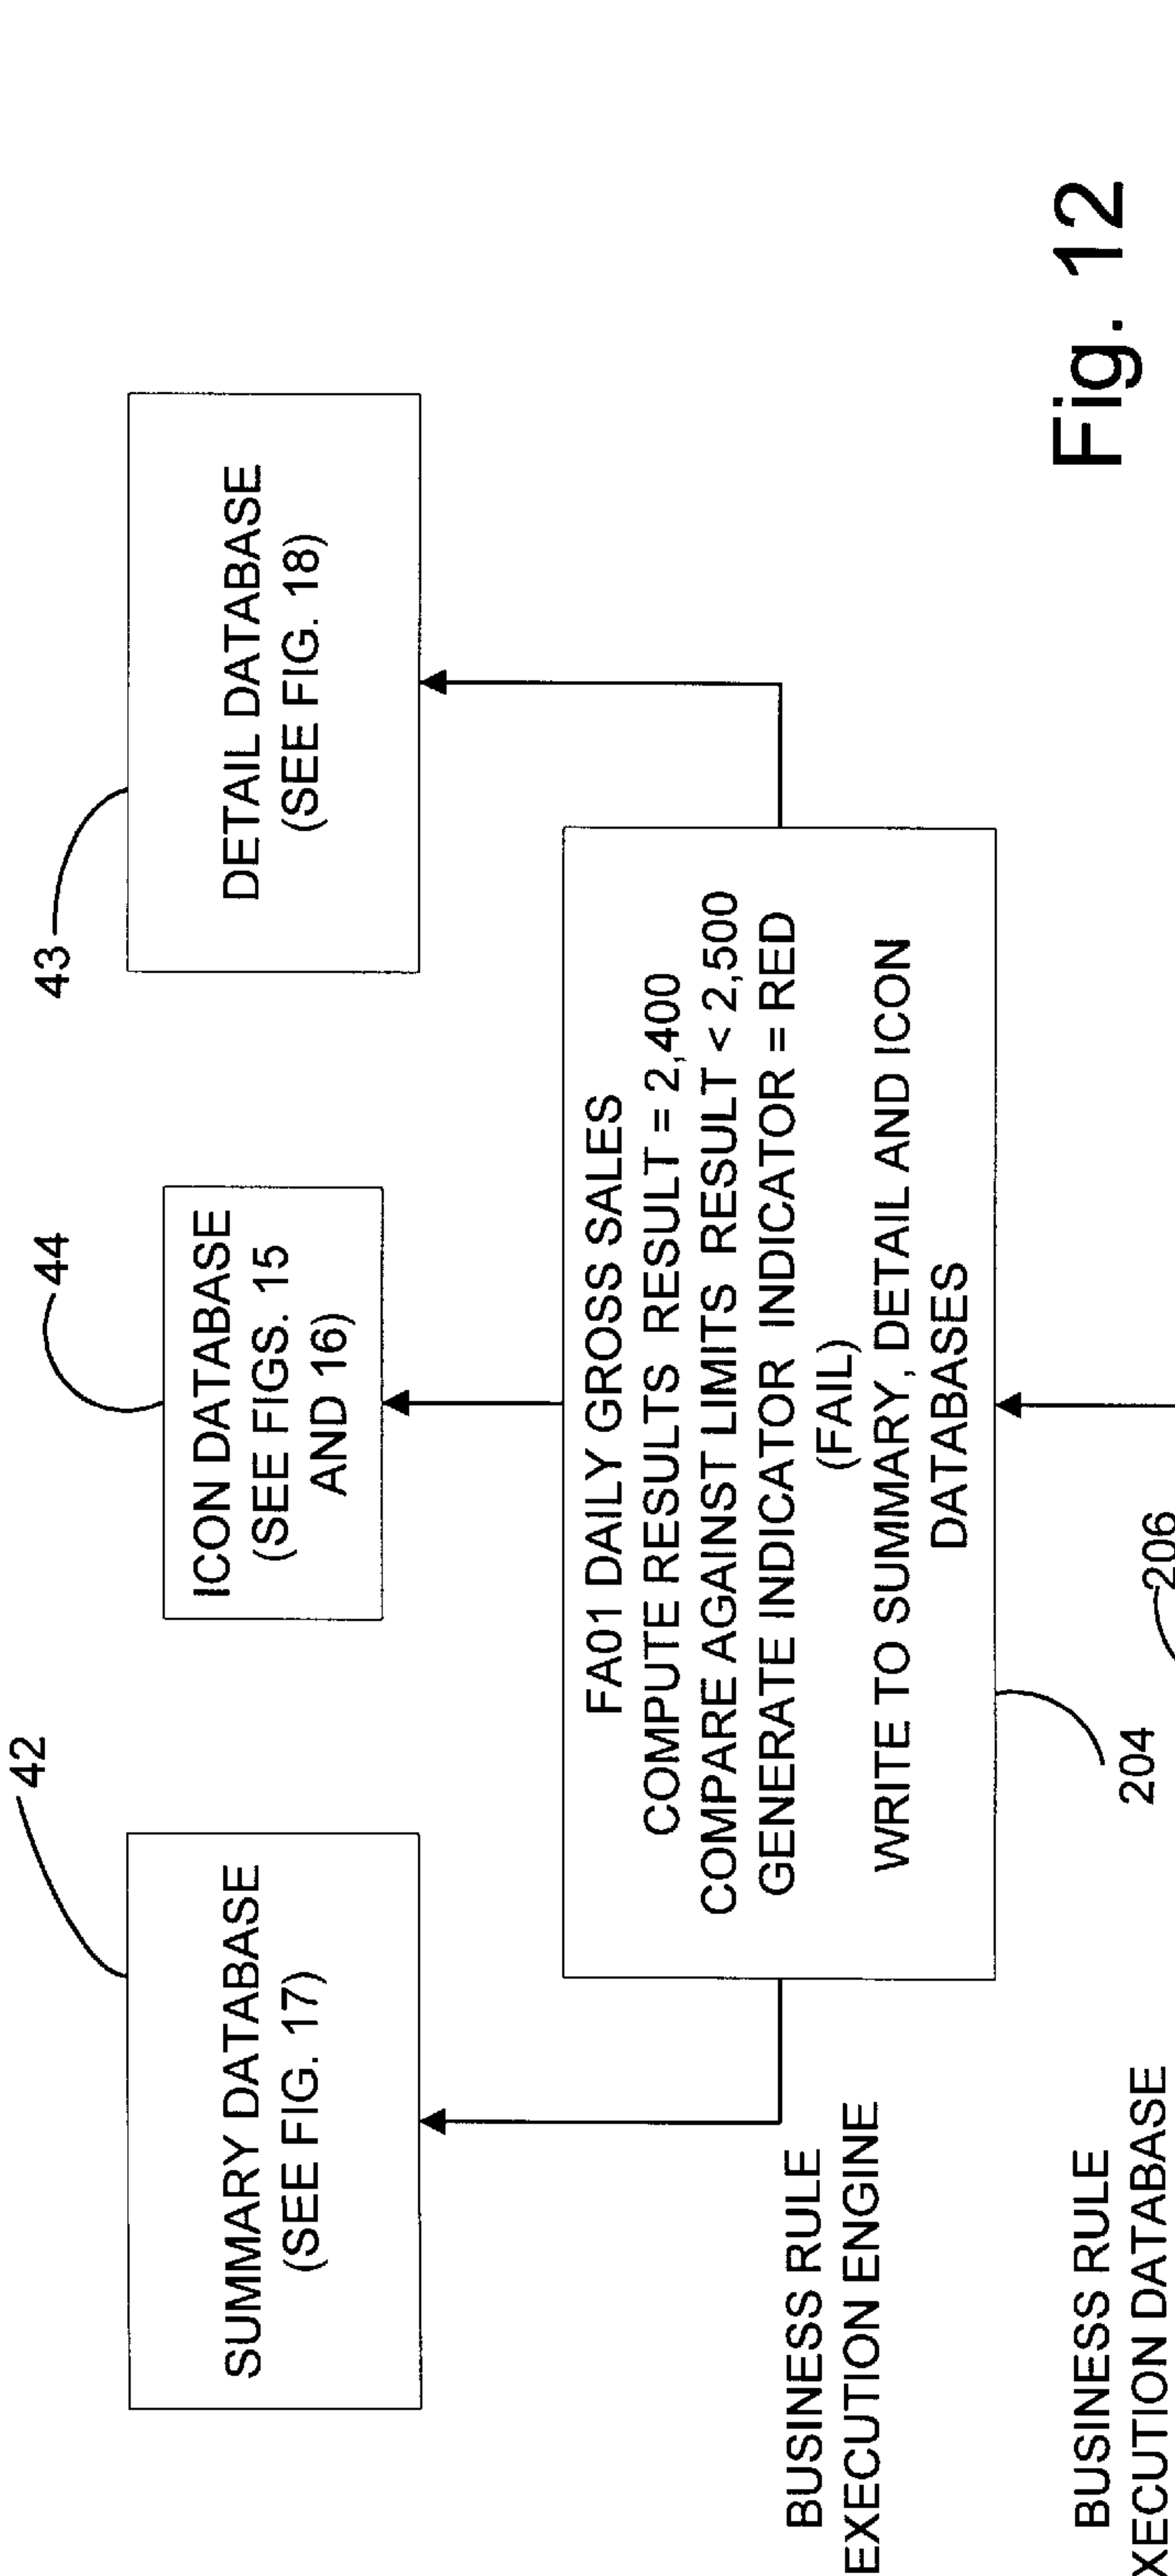 42
SUMMARY DATABASE
(SEE FIG. 17)
44
ICON DATABASE
(SEE FIGS. 15
AND 16)
43
DETAIL DATABASE
(SEE FIG. 18)
BUSINESS RULE
EXECUTION ENGINE
FA01 DAILY GROSS SALES
COMPUTE RESULTS RESULT = 2,400
COMPARE AGAINST LIMITS RESULT < 2,500
GENERATE INDICATOR INDICATOR = RED
(FAIL)
WRITE TO SUMMARY, DETAIL AND ICON
DATABASES
204
206
BUSINESS RULE
XECUTION DATABASE
Fig. 12